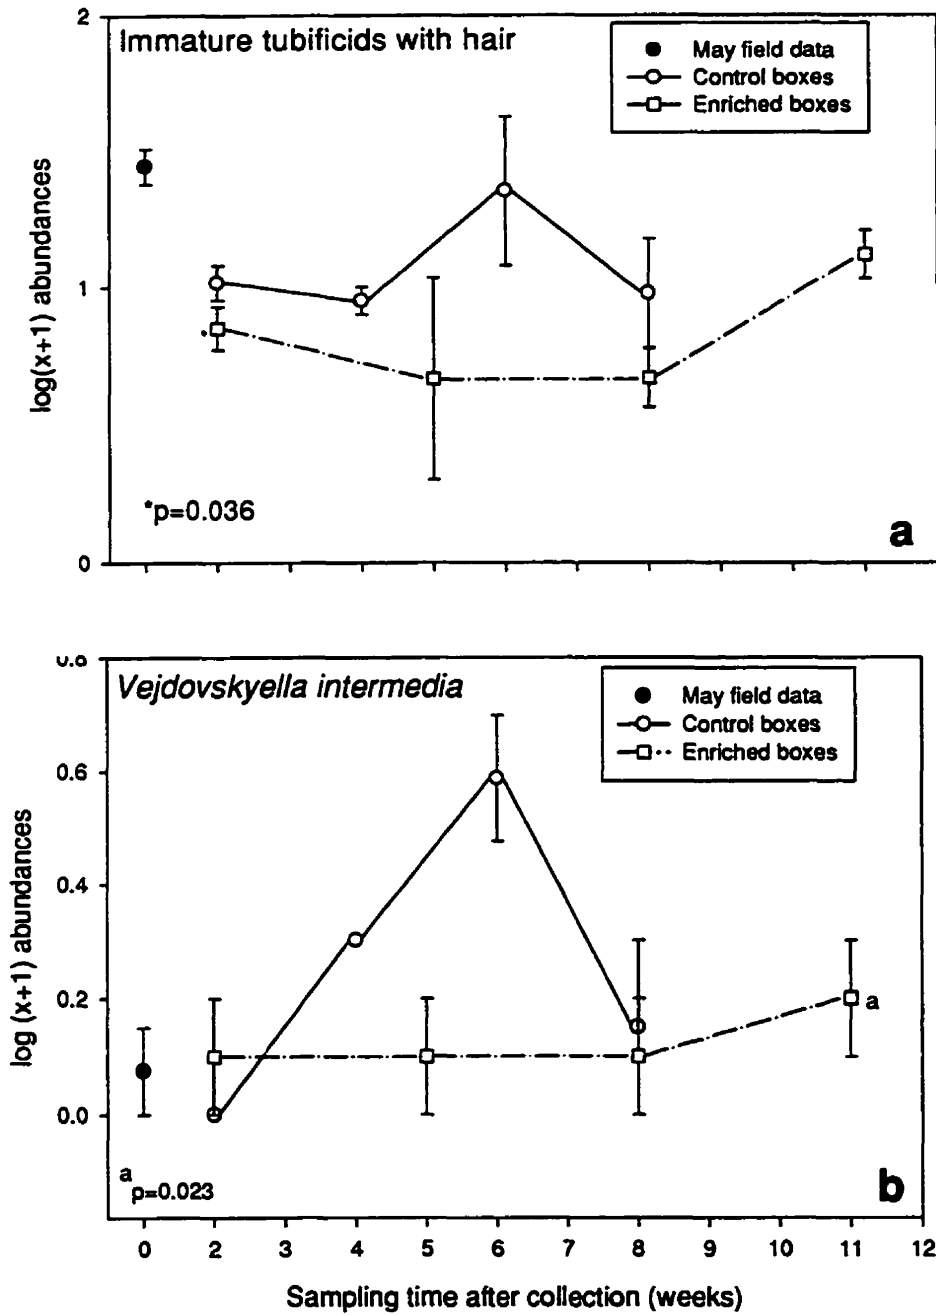 2
Immature tubificids with hair
May field data
Control boxes
Enriched boxes
log(x+1) abundances
1
*p=0.036
a
0
0.8
Vejdovskyella intermedia
May field data
Control boxes
Enriched boxes
0.6
log (x+1) abundances
0.4
0.2
a
0.0
a p=0.023
b
0 2 3 4 5 6 7 8 9 10 11 12
Sampling time after collection (weeks)